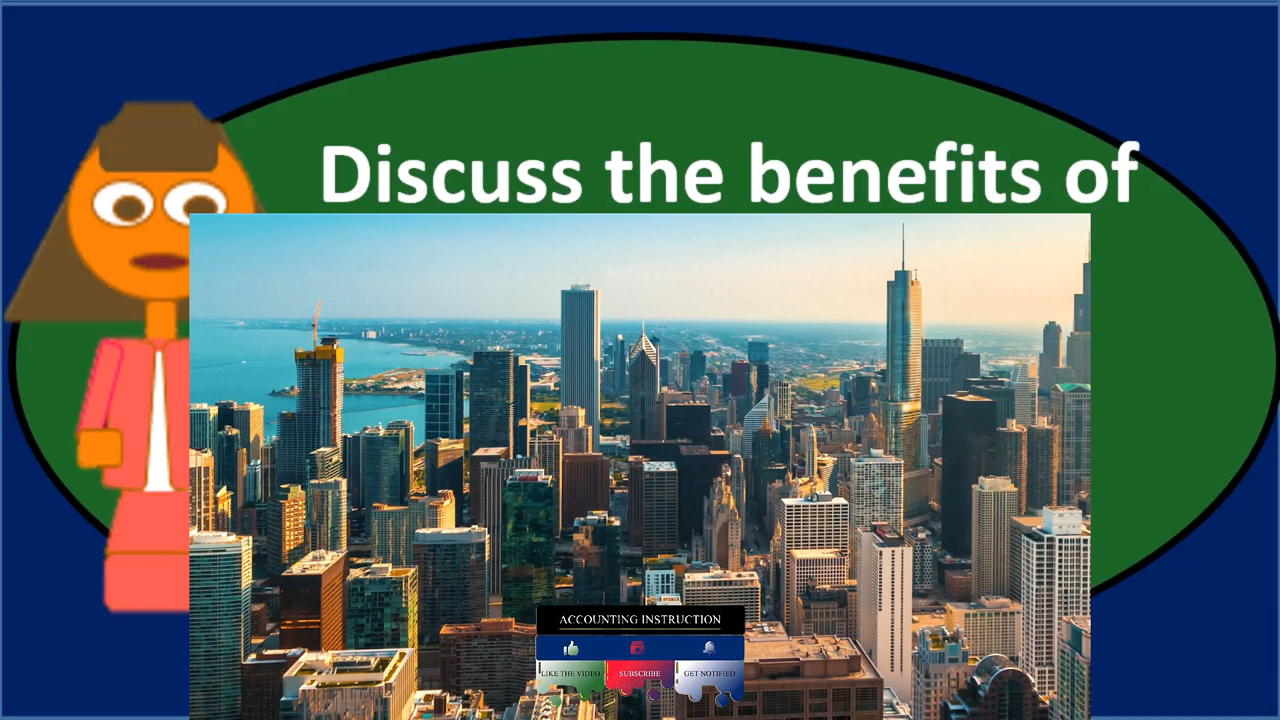 Discuss the benefits of
ACCOUNTING INSTRUCTION
LIKE THE VIDEO
SUBSCRIBE
GET NOTIFIED